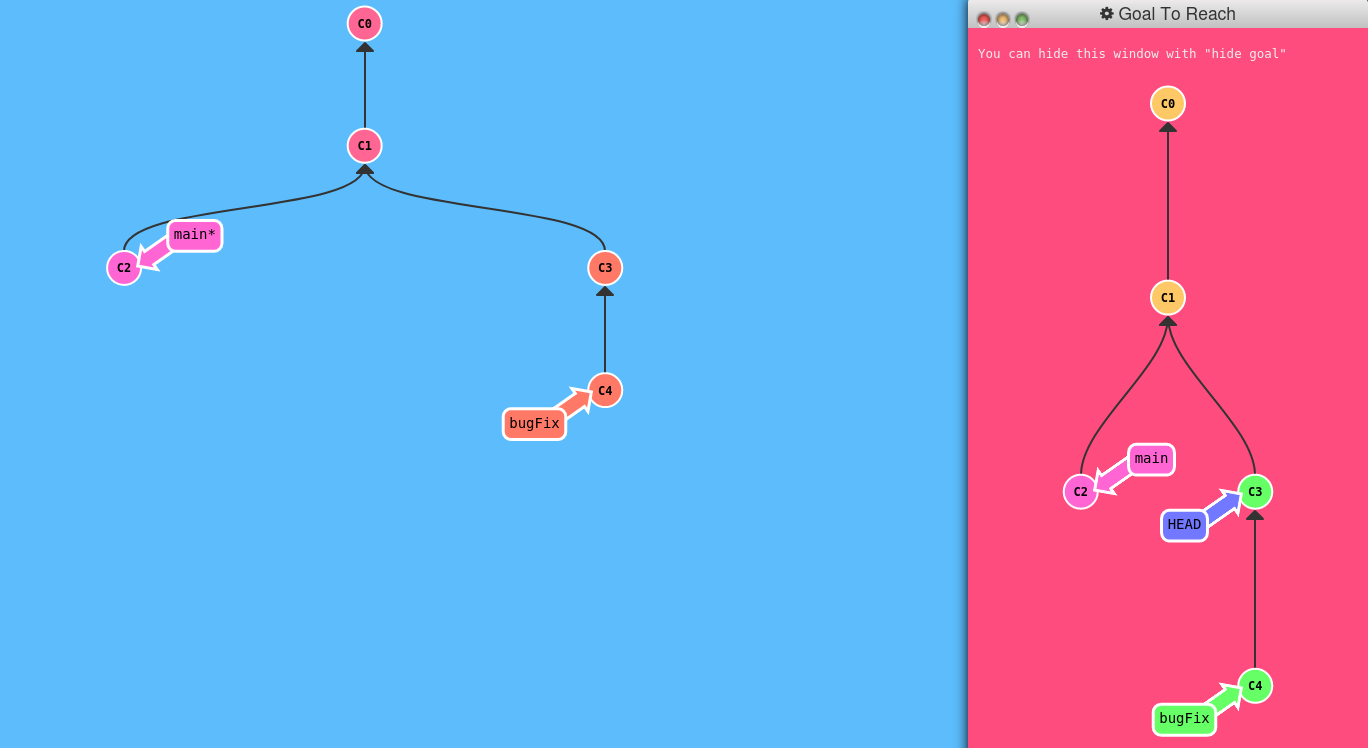 C0
C1
main*
C2
C3
C4
bugFix
Goal To Reach
You can hide this window with "hide goal"
C0
C1
main
C2
C3
HEAD
C4
bugFix